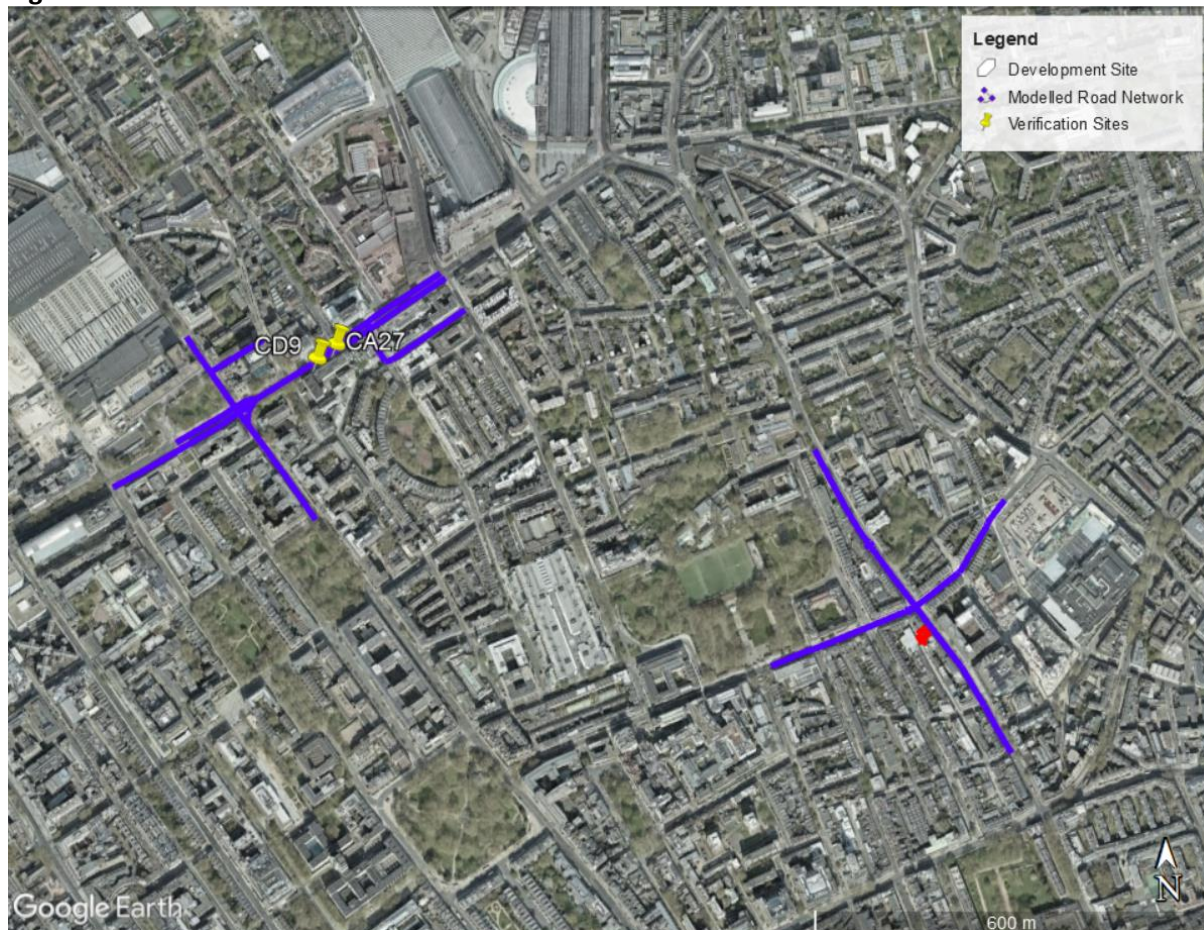 Legend
Development Site
Modelled Road Network
Verification Sites
CD9
CA27
Google Earth
N
600 m